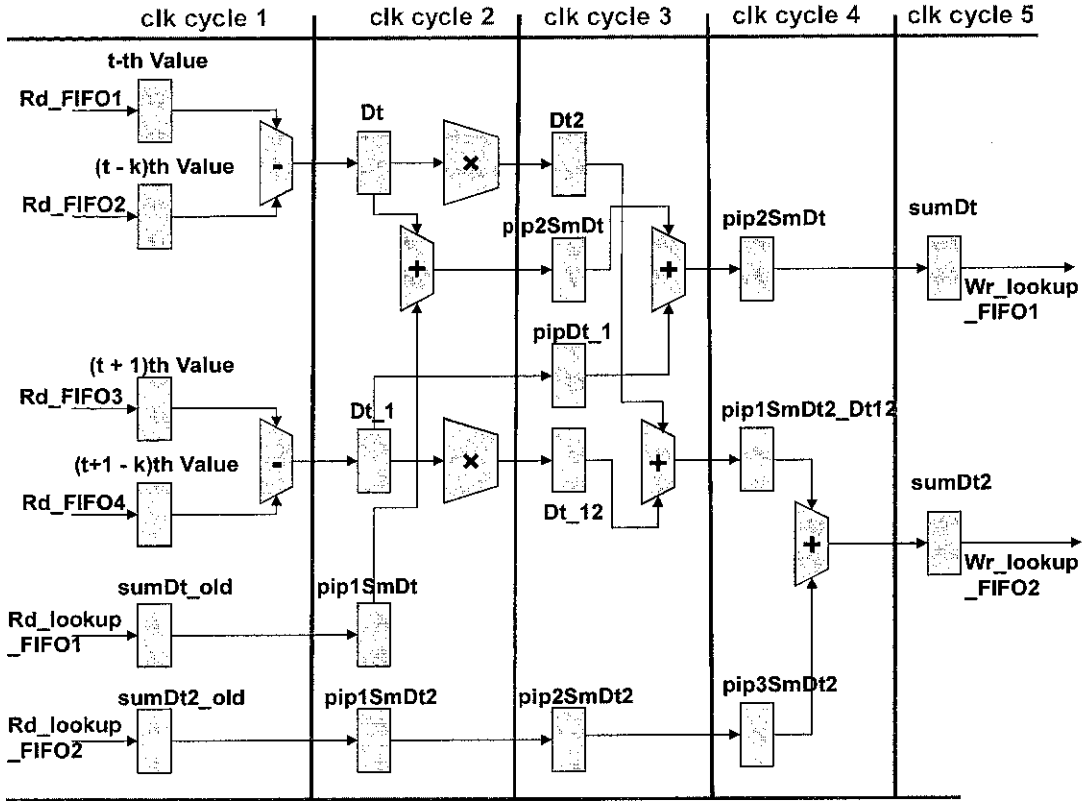 clk cycle 1 clk cycle 2 clk cycle 3 clk cycle 4 clk cycle 5
t-th Value
Rd_FIFO1
Dt
Dt2
-
×
(t - k)th Value
Rd_FIFO2
pip2SmDt
pip2SmDt
sumDt
+
+
Wr_lookup
_FIFO1
pipDt_1
(t + 1)th Value
Rd_FIFO3
Dt_1
pip1SmDt2_Dt12
-
×
+
(t+1 - k)th Value
Rd_FIFO4
Dt_12
sumDt2
+
Wr_lookup
_FIFO2
sumDt_old
pip1SmDt
Rd_lookup
_FIFO1
sumDt2_old
pip1SmDt2
pip2SmDt2
pip3SmDt2
Rd_lookup
_FIFO2